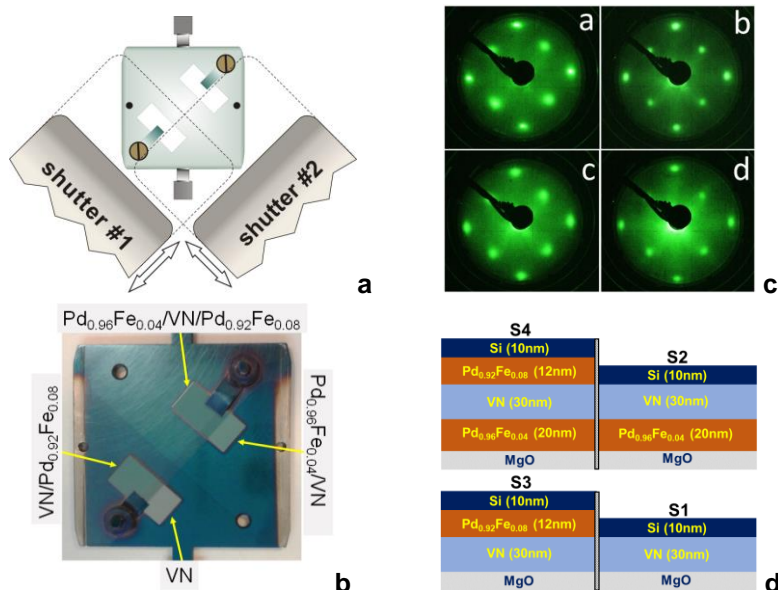 shutter #1
shutter #2
a
Pd0.96Fe0.04/VN/Pd0.92Fe0.08
VN/Pd0.92Fe0.08
Pd0.96Fe0.04/VN
VN
b
a
b
c
d
c
S4
Si (10nm)
Pd0.92Fe0.08 (12nm)
VN (30nm)
Pd0.96Fe0.04 (20nm)
MgO
S2
Si (10nm)
VN (30nm)
Pd0.96Fe0.04 (20nm)
MgO
S3
Si (10nm)
Pd0.92Fe0.08 (12nm)
VN (30nm)
MgO
S1
Si (10nm)
VN (30nm)
MgO
d